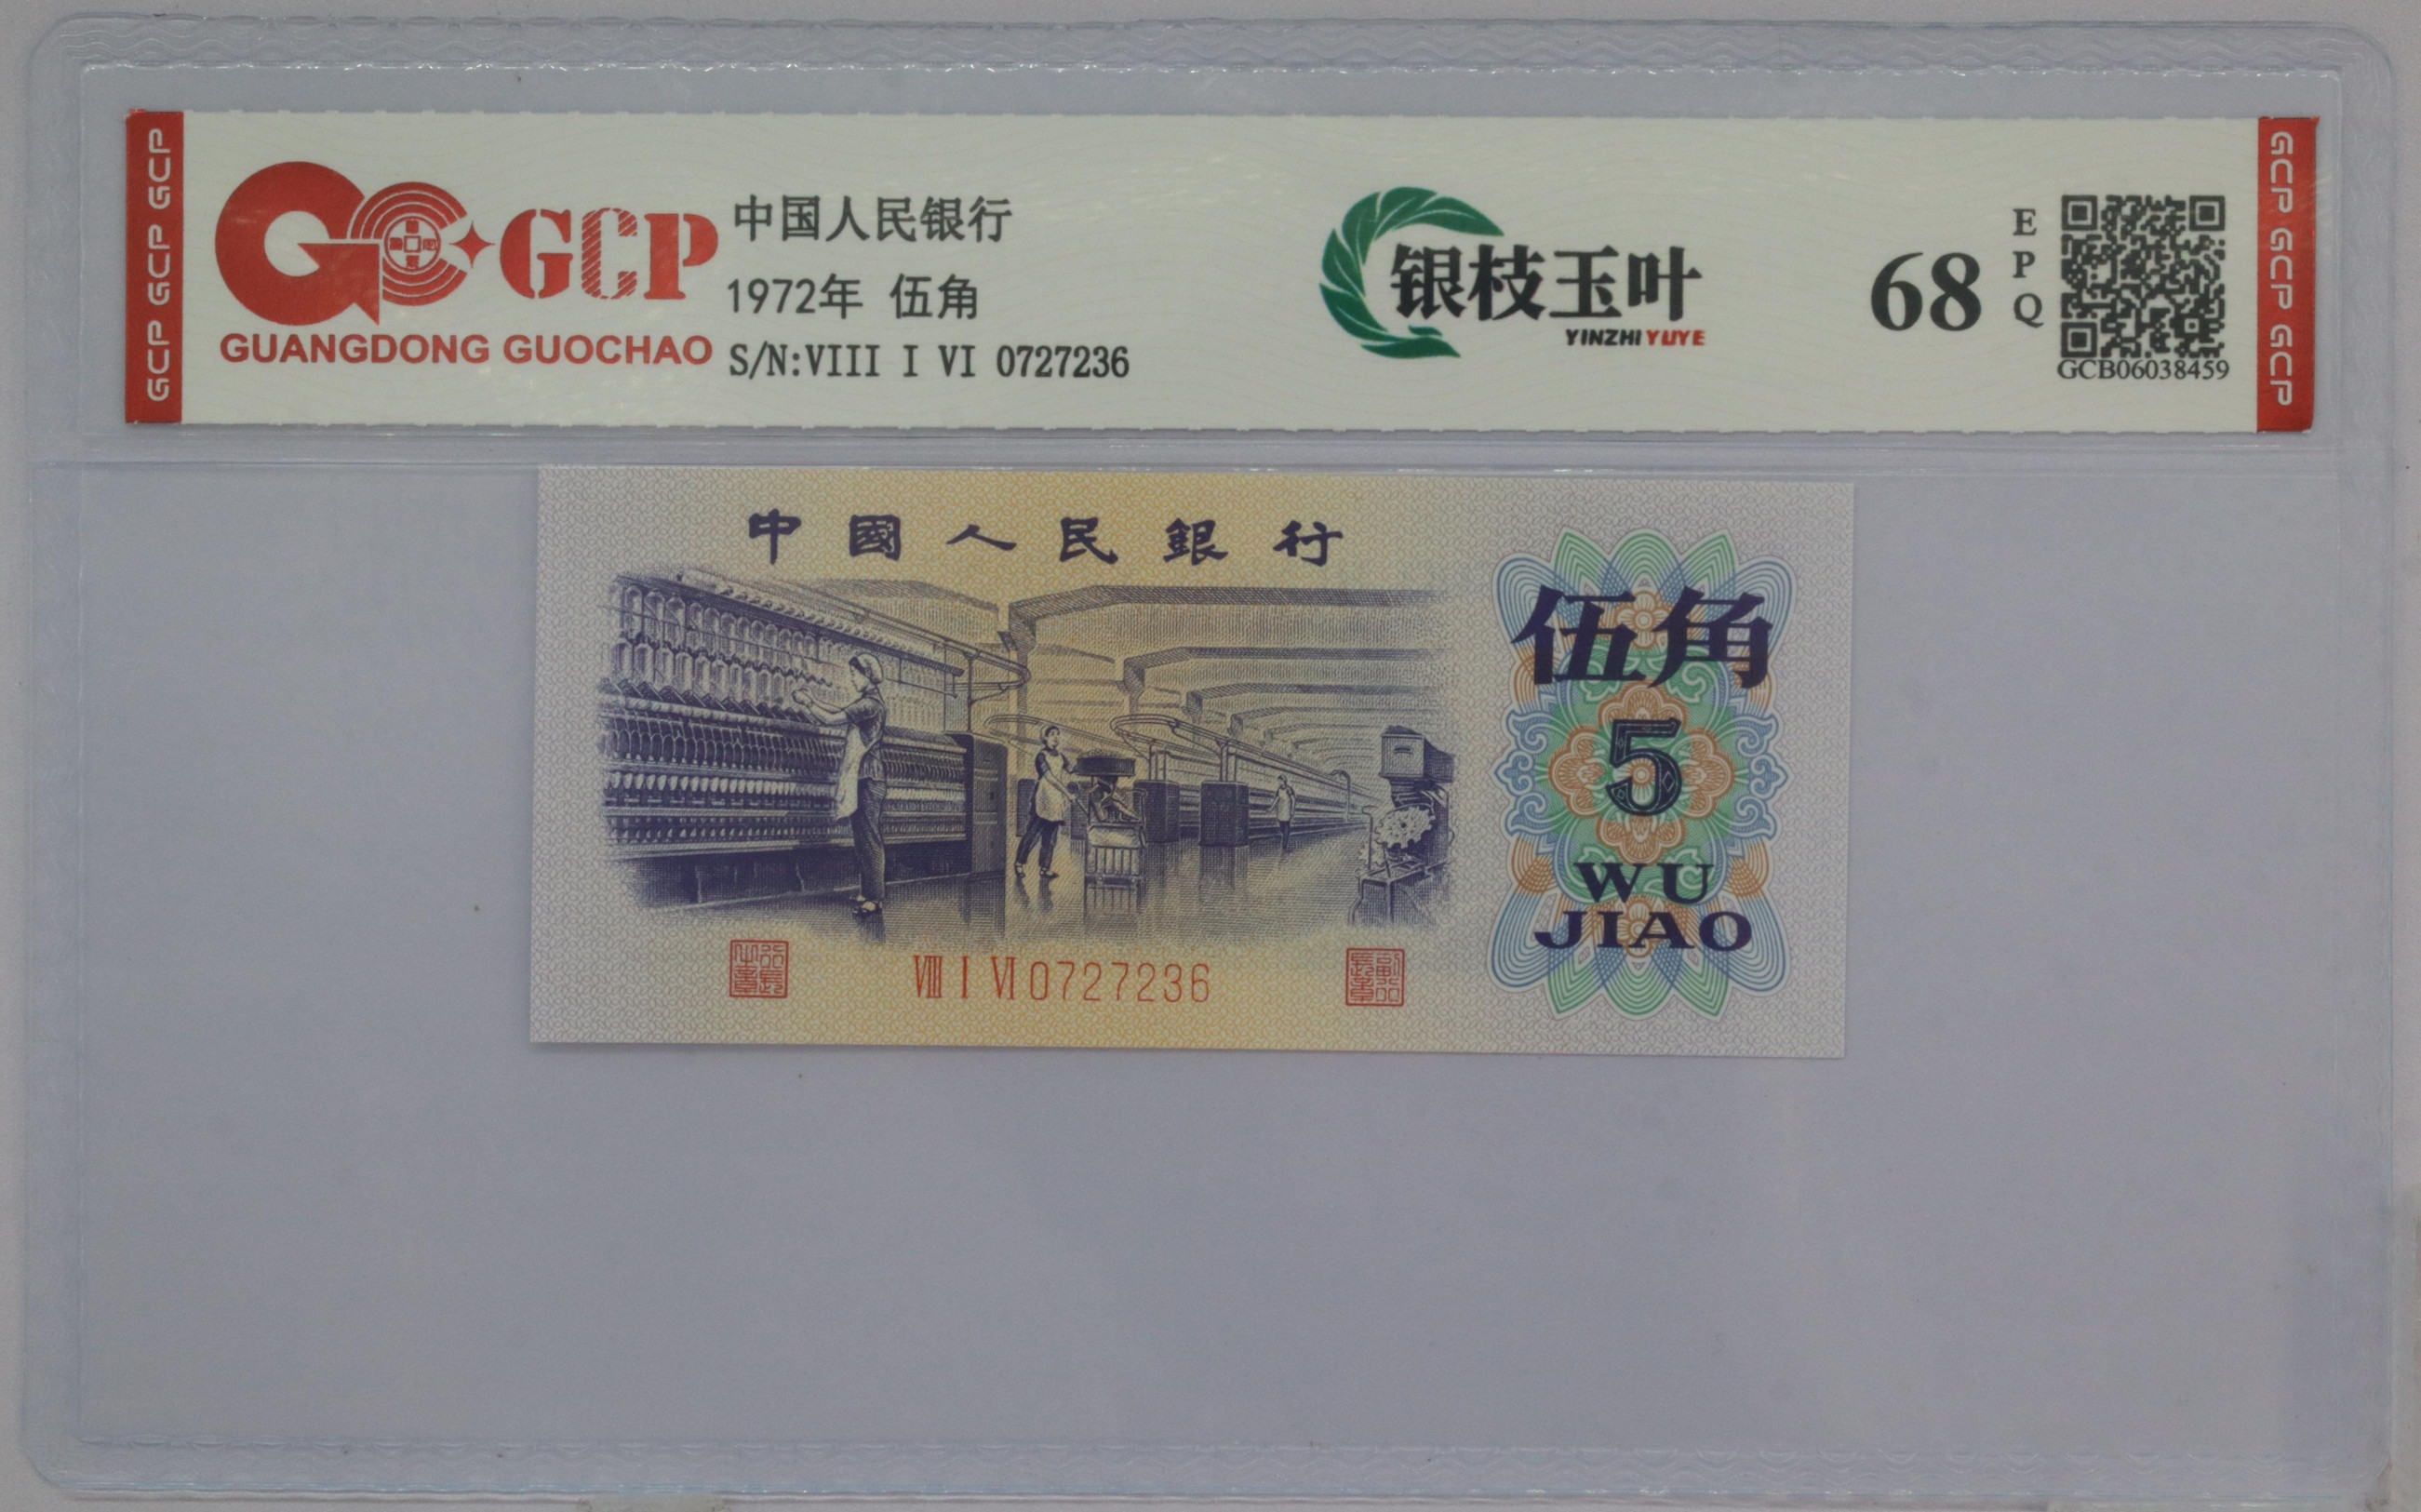 GCP GCP GCP
GCP
GUANGDONG GUOCHAO
中国人民银行
1972年 伍角
S/N:VIII I VI 0727236
银枝玉叶
YINZHI YUYE
68
EPQ
GCB06038459
GCP GCP GCP
中國人民銀行
伍角
5
WU
JIAO
VIII I VI 0727236